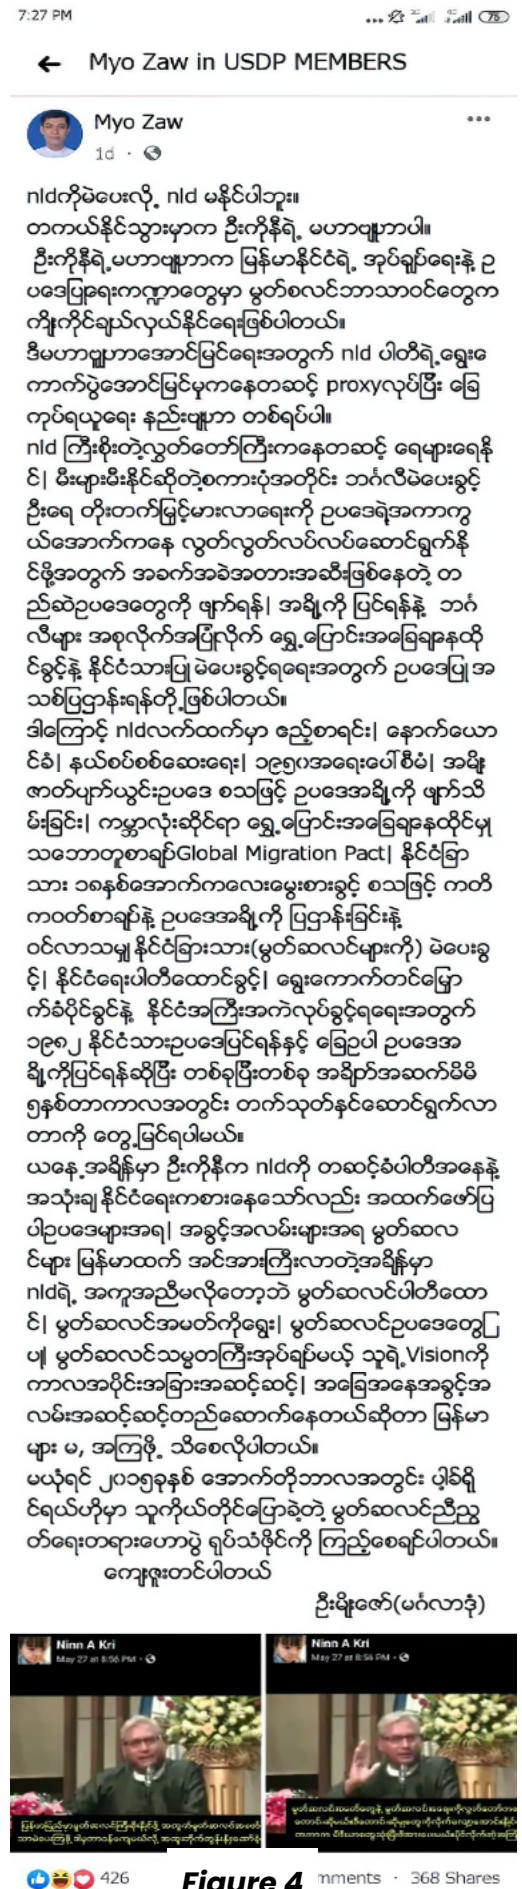 7:27 PM
75
Myo Zaw in USDP MEMBERS
Myo Zaw
1d ·
nldကိုမဲပေးလို့ nld မနိုင်ပါဘူး။
တကယ်နိုင်သွားမှာက ဦးကိုနီရဲ့ မဟာဗျူဟာပါ။
ဦးကိုနီရဲ့မဟာဗျူဟာက မြန်မာနိုင်ငံရဲ့ အုပ်ချုပ်ရေးနဲ့ ဥ
ပဒေပြုရေးကဏ္ဍာတွေမှာ မွတ်စလင်ဘာသာဝင်တွေက
ကြိုးကိုင်ချယ်လှယ်နိုင်ရေးဖြစ်ပါတယ်။
ဒီမဟာဗျူဟာအောင်မြင်ရေးအတွက် nld ပါတီရဲ့ရွေးေ
ကာက်ပွဲအောင်မြင်မှုကနေတဆင့် proxyလုပ်ပြီး ခြေ
ကုပ်ရယူရေး နည်းဗျူဟာ တစ်ရပ်ပါ။
nld ကြီးစိုးတဲ့လွှတ်တော်ကြီးကနေတဆင့် ရေများရေနို
င်| မီးများမီးနိုင်ဆိုတဲ့စကားပုံအတိုင်း ဘင်္ဂလီမဲပေးခွင့်
ဦးရေ တိုးတက်မြှင့်မားလာရေးကို ဥပဒေရဲ့အကာကွ
ယ်အောက်ကနေ လွတ်လွတ်လပ်လပ်ဆောင်ရွက်နို
င်ဖို့အတွက် အခက်အခဲအတားအဆီးဖြစ်နေတဲ့ တ
ည်ဆဲဥပဒေတွေကို ဖျက်ရန်| အချို့ကို ပြင်ရန်နဲ့ ဘင်္ဂ
လီများ အစုလိုက်အပြုံလိုက် ရွှေ့ပြောင်းအခြေချနေထို
င်ခွင့်နဲ့ နိုင်ငံသားပြု မဲပေးခွင့်ရရေးအတွက် ဥပဒေပြု အ
သစ်ပြဌာန်းရန်တို့ဖြစ်ပါတယ်။
ဒါကြောင့် nldလက်ထက်မှာ ဧည့်စာရင်း| နောက်ယော
င်ခံ| နယ်စပ်စစ်ဆေးရေး| ၁၉၅၀အရေးပေါ်စီမံ| အမျိုး
ဇာတ်ပျက်ယွင်းဥပဒေ စသဖြင့် ဥပဒေအချို့ကို ဖျက်သိ
မ်းခြင်း| ကမ္ဘာလုံးဆိုင်ရာ ရွှေ့ပြောင်းအခြေချနေထိုင်မှု
သဘောတူစာချုပ်Global Migration Pact| နိုင်ငံခြာ
သား ၁၈နှစ်အောက်ကလေးမွေးစားခွင့် စသဖြင့် ကတိ
ကဝတ်စာချုပ်နဲ့ ဥပဒေအချို့ကို ပြဌာန်းခြင်းနဲ့
ဝင်လာသမျှ နိုင်ငံခြားသား(မွတ်ဆလင်များကို) မဲပေးခွ
င့်| နိုင်ငံရေးပါတီထောင်ခွင့်| ရွေးကောက်တင်မြှော
က်ခံပိုင်ခွင့်နဲ့ နိုင်ငံအကြီးအကဲလုပ်ခွင့်ရရေးအတွက်
၁၉၈၂ နိုင်ငံသားဥပဒေပြင်ရန်နှင့် ခြေဥပါ ဥပဒေအ
ချို့ကိုပြင်ရန်ဆိုပြီး တစ်ခုပြီးတစ်ခု အချိတ်အဆက်မိမိ
၅နှစ်တာကာလအတွင်း တက်သုတ်နှင်ဆောင်ရွက်လာ
တာကို တွေ့မြင်ရပါမယ်။
ယနေ့အချိန်မှာ ဦးကိုနီက nldကို တဆင့်ခံပါတီအနေနဲ့
အသုံးချ နိုင်ငံရေးကစားနေသော်လည်း အထက်ဖော်ပြ
ပါဥပဒေများအရ| အခွင့်အလမ်းများအရ မွတ်ဆလ
င်များ မြန်မာထက် အင်အားကြီးလာတဲ့အချိန်မှာ
nldရဲ့ အကူအညီမလိုတော့ဘဲ မွတ်ဆလင်ပါတီထော
င်| မွတ်ဆလင်အမတ်ကိုရွေး| မွတ်ဆလင်ဥပဒေတွေပြ
ု| မွတ်ဆလင်သမ္မတကြီးအုပ်ချုပ်မယ့် သူရဲ့Visionကို
ကာလအပိုင်းအခြားအဆင့်ဆင့်| အခြေအနေအခွင့်အ
လမ်းအဆင့်ဆင့်တည်ဆောက်နေတယ်ဆိုတာ မြန်မာ
များ မ, အကြဖို့ သိစေလိုပါတယ်။
မယုံရင် ၂၀၁၅ခုနှစ် အောက်တိုဘာလအတွင်း ပါ့ခ်ရှို
င်ရယ်ဟိုမှာ သူကိုယ်တိုင်ပြောခဲ့တဲ့ မွတ်ဆလင်ညီညွ
တ်ရေးတရားဟောပွဲ ရုပ်သံဖိုင်ကို ကြည့်စေချင်ပါတယ်။
ကျေးဇူးတင်ပါတယ်
ဦးမျိုးဇော်(မင်္ဂလာဒုံ)
Ninn A Kri
May 27 at 8:56 PM ·
Ninn A Kri
May 27 at 8:56 PM ·
426
Figure 4
mments · 368 Shares